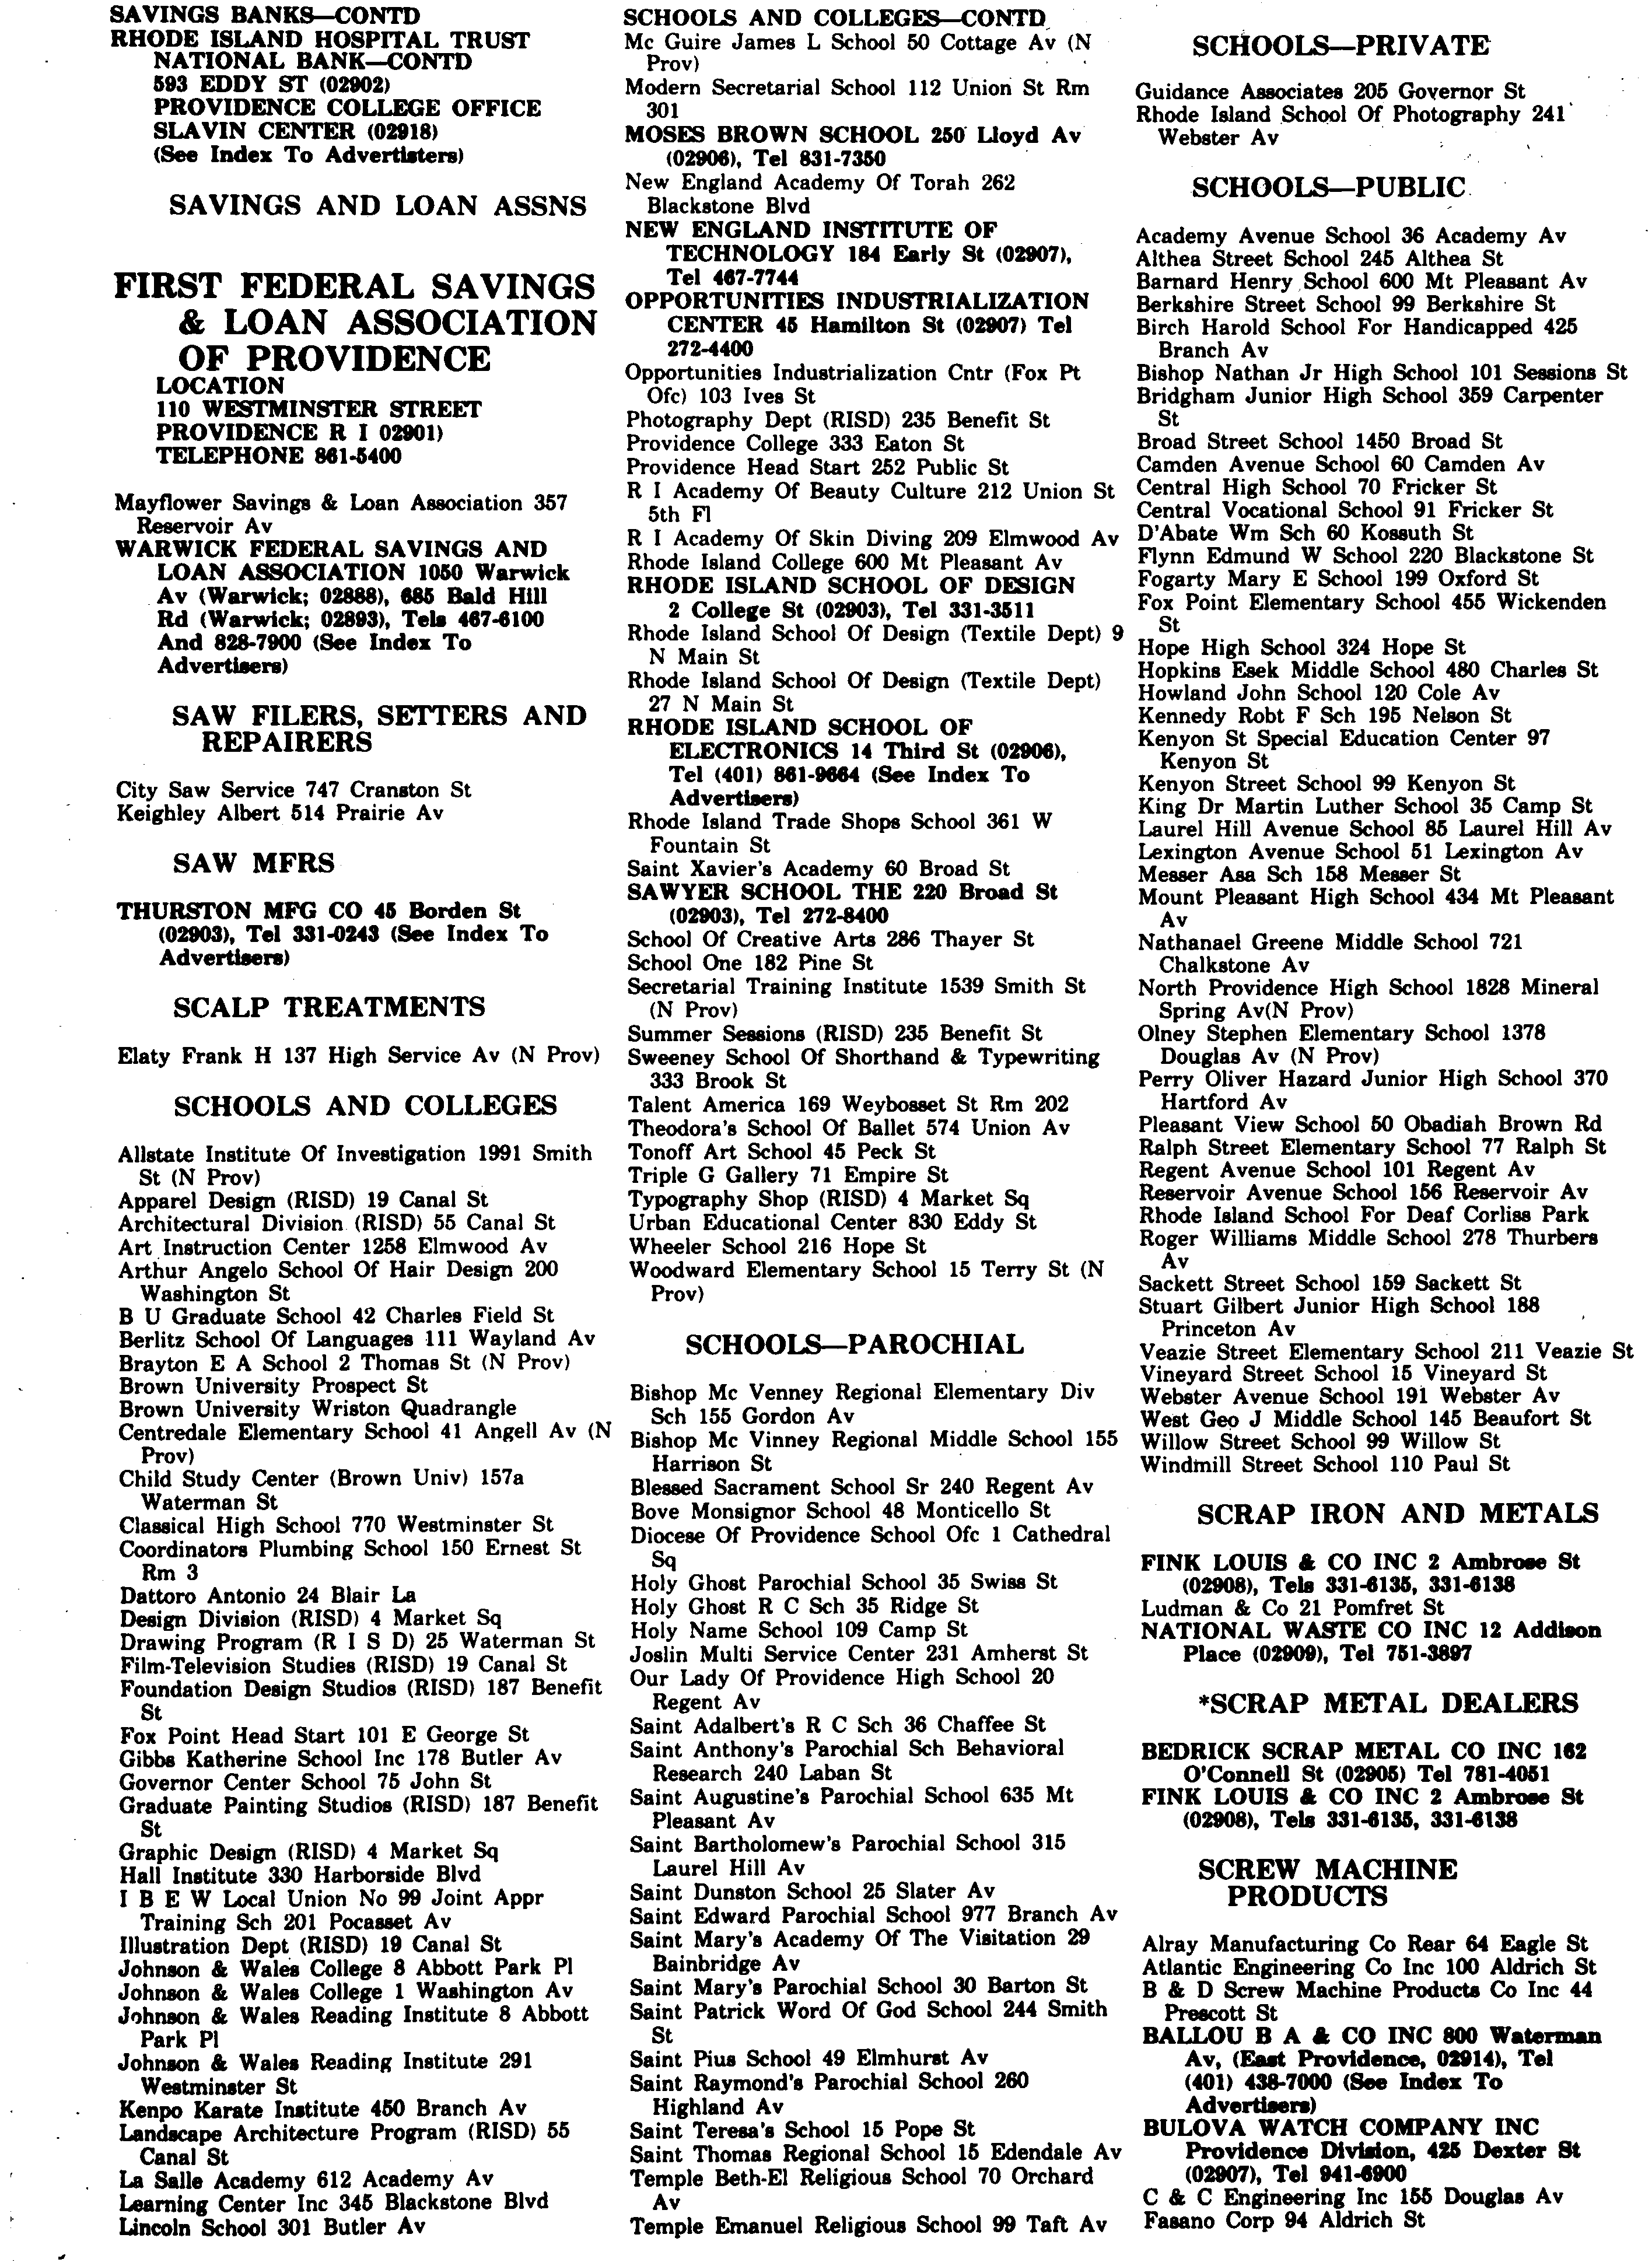 SAVINGS BANKS—CONTD
RHODE ISLAND HOSPITAL TRUST
NATIONAL BANK—CONTD
593 EDDY ST (02902)
PROVIDENCE COLLEGE OFFICE
SLAVIN CENTER (02918)
(See Index To Advertisters)
SAVINGS AND LOAN ASSNS
FIRST FEDERAL SAVINGS
& LOAN ASSOCIATION
OF PROVIDENCE
LOCATION
110 WESTMINSTER STREET
PROVIDENCE R I 02901)
TELEPHONE 861-5400
Mayflower Savings & Loan Association 357
Reservoir Av
WARWICK FEDERAL SAVINGS AND
LOAN ASSOCIATION 1050 Warwick
Av (Warwick; 02888), 685 Bald Hill
Rd (Warwick; 02893), Tels 467-6100
And 828-7900 (See Index To
Advertisers)
SAW FILERS, SETTERS AND
REPAIRERS
City Saw Service 747 Cranston St
Keighley Albert 514 Prairie Av
SAW MFRS
THURSTON MFG CO 45 Borden St
(02903), Tel 331-0243 (See Index To
Advertisers)
SCALP TREATMENTS
Elaty Frank H 137 High Service Av (N Prov)
SCHOOLS AND COLLEGES
Allstate Institute Of Investigation 1991 Smith
St (N Prov)
Apparel Design (RISD) 19 Canal St
Architectural Division (RISD) 55 Canal St
Art Instruction Center 1258 Elmwood Av
Arthur Angelo School Of Hair Design 200
Washington St
B U Graduate School 42 Charles Field St
Berlitz School Of Languages 111 Wayland Av
Brayton E A School 2 Thomas St (N Prov)
Brown University Prospect St
Brown University Wriston Quadrangle
Centredale Elementary School 41 Angell Av (N
Prov)
Child Study Center (Brown Univ) 157a
Waterman St
Classical High School 770 Westminster St
Coordinators Plumbing School 150 Ernest St
Rm 3
Dattoro Antonio 24 Blair La
Design Division (RISD) 4 Market Sq
Drawing Program (R I S D) 25 Waterman St
Film-Television Studies (RISD) 19 Canal St
Foundation Design Studios (RISD) 187 Benefit
St
Fox Point Head Start 101 E George St
Gibbs Katherine School Inc 178 Butler Av
Governor Center School 75 John St
Graduate Painting Studios (RISD) 187 Benefit
St
Graphic Design (RISD) 4 Market Sq
Hall Institute 330 Harborside Blvd
I B E W Local Union No 99 Joint Appr
Training Sch 201 Pocasset Av
Illustration Dept (RISD) 19 Canal St
Johnson & Wales College 8 Abbott Park Pl
Johnson & Wales College 1 Washington Av
Johnson & Wales Reading Institute 8 Abbott
Park Pl
Johnson & Wales Reading Institute 291
Westminster St
Kenpo Karate Institute 450 Branch Av
Landscape Architecture Program (RISD) 55
Canal St
La Salle Academy 612 Academy Av
Learning Center Inc 345 Blackstone Blvd
Lincoln School 301 Butler Av
SCHOOLS AND COLLEGES—CONTD
Mc Guire James L School 50 Cottage Av (N
Prov)
Modern Secretarial School 112 Union St Rm
301
MOSES BROWN SCHOOL 250 Lloyd Av
(02906), Tel 831-7350
New England Academy Of Torah 262
Blackstone Blvd
NEW ENGLAND INSTITUTE OF
TECHNOLOGY 184 Early St (02907),
Tel 467-7744
OPPORTUNITIES INDUSTRIALIZATION
CENTER 45 Hamilton St (02907) Tel
272-4400
Opportunities Industrialization Cntr (Fox Pt
Ofc) 103 Ives St
Photography Dept (RISD) 235 Benefit St
Providence College 333 Eaton St
Providence Head Start 252 Public St
R I Academy Of Beauty Culture 212 Union St
5th Fl
R I Academy Of Skin Diving 209 Elmwood Av
Rhode Island College 600 Mt Pleasant Av
RHODE ISLAND SCHOOL OF DESIGN
2 College St (02903), Tel 331-3511
Rhode Island School Of Design (Textile Dept) 9
N Main St
Rhode Island School Of Design (Textile Dept)
27 N Main St
RHODE ISLAND SCHOOL OF
ELECTRONICS 14 Third St (02906),
Tel (401) 861-9664 (See Index To
Advertisers)
Rhode Island Trade Shops School 361 W
Fountain St
Saint Xavier's Academy 60 Broad St
SAWYER SCHOOL THE 220 Broad St
(02903), Tel 272-8400
School Of Creative Arts 286 Thayer St
School One 182 Pine St
Secretarial Training Institute 1539 Smith St
(N Prov)
Summer Sessions (RISD) 235 Benefit St
Sweeney School Of Shorthand & Typewriting
333 Brook St
Talent America 169 Weybosset St Rm 202
Theodora's School Of Ballet 574 Union Av
Tonoff Art School 45 Peck St
Triple G Gallery 71 Empire St
Typography Shop (RISD) 4 Market Sq
Urban Educational Center 830 Eddy St
Wheeler School 216 Hope St
Woodward Elementary School 15 Terry St (N
Prov)
SCHOOLS—PAROCHIAL
Bishop Mc Venney Regional Elementary Div
Sch 155 Gordon Av
Bishop Mc Vinney Regional Middle School 155
Harrison St
Blessed Sacrament School Sr 240 Regent Av
Bove Monsignor School 48 Monticello St
Diocese Of Providence School Ofc 1 Cathedral
Sq
Holy Ghost Parochial School 35 Swiss St
Holy Ghost R C Sch 35 Ridge St
Holy Name School 109 Camp St
Joslin Multi Service Center 231 Amherst St
Our Lady Of Providence High School 20
Regent Av
Saint Adalbert's R C Sch 36 Chaffee St
Saint Anthony's Parochial Sch Behavioral
Research 240 Laban St
Saint Augustine's Parochial School 635 Mt
Pleasant Av
Saint Bartholomew's Parochial School 315
Laurel Hill Av
Saint Dunston School 25 Slater Av
Saint Edward Parochial School 977 Branch Av
Saint Mary's Academy Of The Visitation 29
Bainbridge Av
Saint Mary's Parochial School 30 Barton St
Saint Patrick Word Of God School 244 Smith
St
Saint Pius School 49 Elmhurst Av
Saint Raymond's Parochial School 260
Highland Av
Saint Teresa's School 15 Pope St
Saint Thomas Regional School 15 Edendale Av
Temple Beth-El Religious School 70 Orchard
Av
Temple Emanuel Religious School 99 Taft Av
SCHOOLS—PRIVATE
Guidance Associates 205 Governor St
Rhode Island School Of Photography 241
Webster Av
SCHOOLS—PUBLIC
Academy Avenue School 36 Academy Av
Althea Street School 245 Althea St
Barnard Henry School 600 Mt Pleasant Av
Berkshire Street School 99 Berkshire St
Birch Harold School For Handicapped 425
Branch Av
Bishop Nathan Jr High School 101 Sessions St
Bridgham Junior High School 359 Carpenter
St
Broad Street School 1450 Broad St
Camden Avenue School 60 Camden Av
Central High School 70 Fricker St
Central Vocational School 91 Fricker St
D'Abate Wm Sch 60 Kossuth St
Flynn Edmund W School 220 Blackstone St
Fogarty Mary E School 199 Oxford St
Fox Point Elementary School 455 Wickenden
St
Hope High School 324 Hope St
Hopkins Esek Middle School 480 Charles St
Howland John School 120 Cole Av
Kennedy Robt F Sch 195 Nelson St
Kenyon St Special Education Center 97
Kenyon St
Kenyon Street School 99 Kenyon St
King Dr Martin Luther School 35 Camp St
Laurel Hill Avenue School 85 Laurel Hill Av
Lexington Avenue School 51 Lexington Av
Messer Asa Sch 158 Messer St
Mount Pleasant High School 434 Mt Pleasant
Av
Nathanael Greene Middle School 721
Chalkstone Av
North Providence High School 1828 Mineral
Spring Av(N Prov)
Olney Stephen Elementary School 1378
Douglas Av (N Prov)
Perry Oliver Hazard Junior High School 370
Hartford Av
Pleasant View School 50 Obadiah Brown Rd
Ralph Street Elementary School 77 Ralph St
Regent Avenue School 101 Regent Av
Reservoir Avenue School 156 Reservoir Av
Rhode Island School For Deaf Corliss Park
Roger Williams Middle School 278 Thurbers
Av
Sackett Street School 159 Sackett St
Stuart Gilbert Junior High School 188
Princeton Av
Veazie Street Elementary School 211 Veazie St
Vineyard Street School 15 Vineyard St
Webster Avenue School 191 Webster Av
West Geo J Middle School 145 Beaufort St
Willow Street School 99 Willow St
Windmill Street School 110 Paul St
SCRAP IRON AND METALS
FINK LOUIS & CO INC 2 Ambrose St
(02908), Tels 331-6135, 331-6138
Ludman & Co 21 Pomfret St
NATIONAL WASTE CO INC 12 Addison
Place (02909), Tel 751-3897
*SCRAP METAL DEALERS
BEDRICK SCRAP METAL CO INC 162
O'Connell St (02905) Tel 781-4051
FINK LOUIS & CO INC 2 Ambrose St
(02908), Tels 331-6135, 331-6138
SCREW MACHINE
PRODUCTS
Alray Manufacturing Co Rear 64 Eagle St
Atlantic Engineering Co Inc 100 Aldrich St
B & D Screw Machine Products Co Inc 44
Prescott St
BALLOU B A & CO INC 800 Waterman
Av, (East Providence, 02914), Tel
(401) 438-7000 (See Index To
Advertisers)
BULOVA WATCH COMPANY INC
Providence Division, 425 Dexter St
(02907), Tel 941-6900
C & C Engineering Inc 155 Douglas Av
Fasano Corp 94 Aldrich St